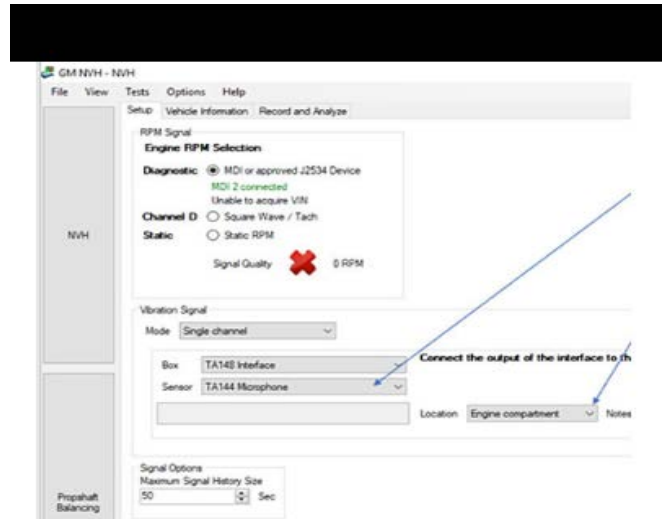 GM NVH - NVH
File View Tests Options Help
Setup Vehicle Information Record and Analyze
RPM Signal
Engine RPM Selection
Diagnostic MDI or approved J2534 Device
MDI 2 connected
Unable to acquire VIN
Channel D Square Wave / Tach
Static Static RPM
Signal Quality 0 RPM
NVH
Vibration Signal
Mode Single channel
Box TA148 Interface
Connect the output of the interface to th
Sensor TA144 Microphone
Location Engine compartment Notes
Signal Options
Maximum Signal History Size
50 Sec
Propshaft
Balancing